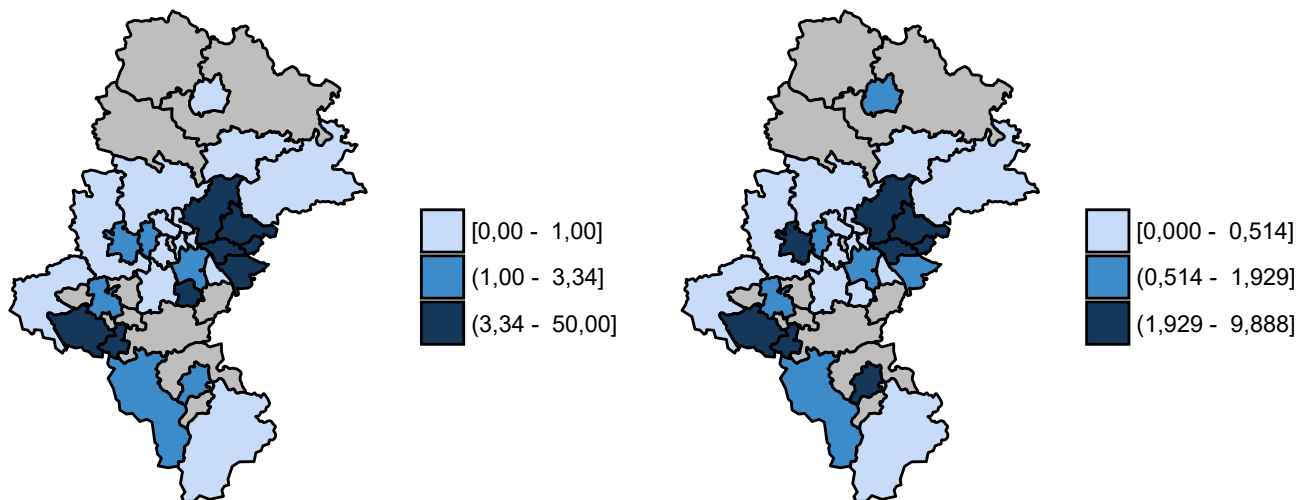 [0,00 - 1,00]
(1,00 - 3,34]
(3,34 - 50,00]
[0,000 - 0,514]
(0,514 - 1,929]
(1,929 - 9,888]